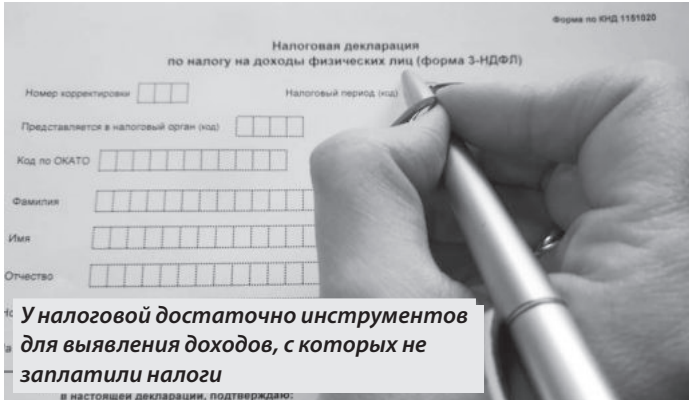 Форма по КНД 1151020
Налоговая декларация
по налогу на доходы физических лиц (форма 3-НДФЛ)
Номер корректировки
Налоговый период (код)
Представляется в налоговый орган (код)
Код по ОКАТО
Фамилия
Имя
Отчество
У налоговой достаточно инструментов
для выявления доходов, с которых не
заплатили налоги
в настоящей декларации, подтверждаю: